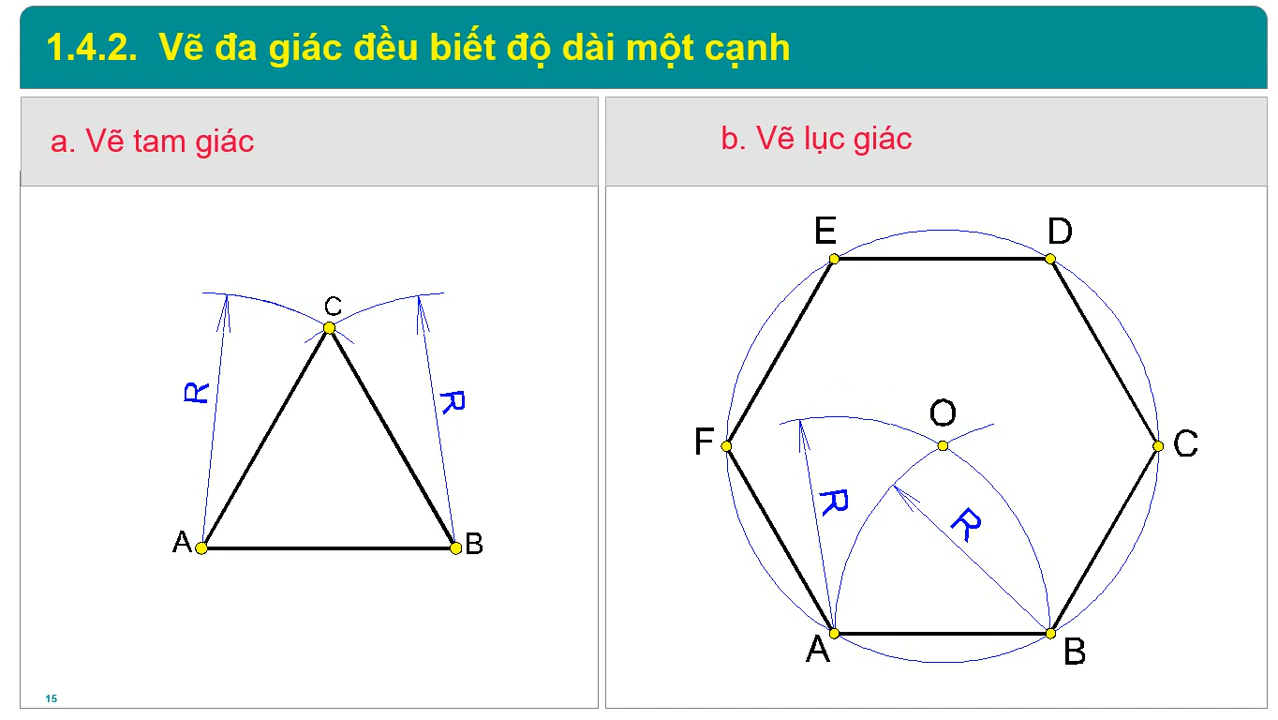 1.4.2. Vẽ đa giác đều biết độ dài một cạnh
a. Vẽ tam giác
b. Vẽ lục giác
C
R
R
A
B
E
D
O
F
C
R
R
A
B
15